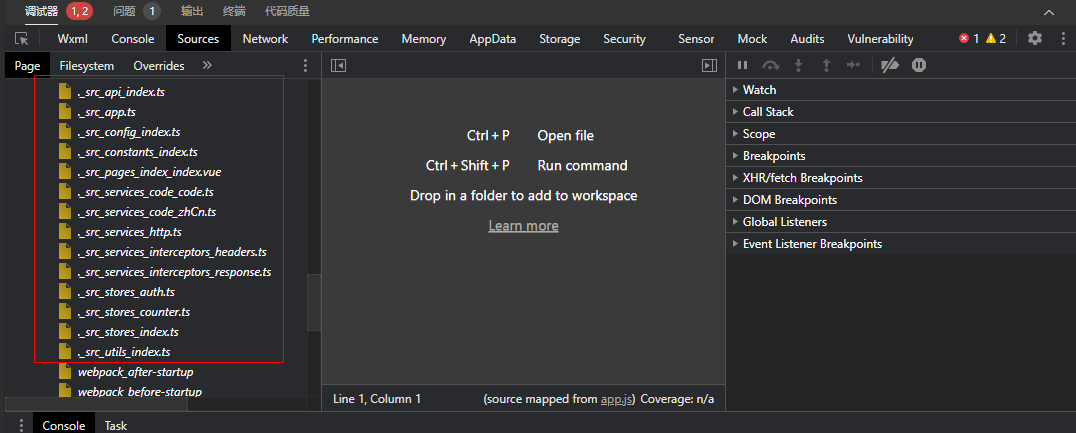 调试器 1, 2 问题 1 输出 终端 代码质量
Wxml Console Sources Network Performance Memory AppData Storage Security Sensor Mock Audits Vulnerability 1 2
Page Filesystem Overrides »
._src_api_index.ts
._src_app.ts
._src_config_index.ts
._src_constants_index.ts
._src_pages_index_index.vue
._src_services_code_code.ts
._src_services_code_zhCn.ts
._src_services_http.ts
._src_services_interceptors_headers.ts
._src_services_interceptors_response.ts
._src_stores_auth.ts
._src_stores_counter.ts
._src_stores_index.ts
._src_utils_index.ts
webpack_after-startup
webpack_before-startup
Ctrl + P Open file
Ctrl + Shift + P Run command
Drop in a folder to add to workspace
Learn more
Line 1, Column 1 (source mapped from app.js) Coverage: n/a
Watch
Call Stack
Scope
Breakpoints
XHR/fetch Breakpoints
DOM Breakpoints
Global Listeners
Event Listener Breakpoints
Console Task